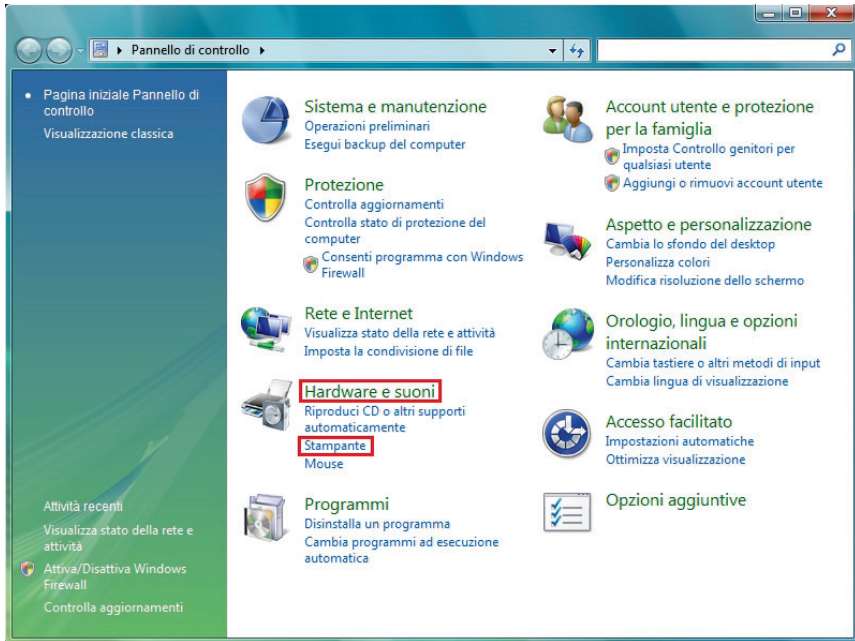 Pannello di controllo
Pagina iniziale Pannello di
controllo
Visualizzazione classica
Attività recenti
Visualizza stato della rete e
attività
Attiva/Disattiva Windows
Firewall
Controlla aggiornamenti
Sistema e manutenzione
Operazioni preliminari
Esegui backup del computer
Protezione
Controlla aggiornamenti
Controlla stato di protezione del
computer
Consenti programma con Windows
Firewall
Rete e Internet
Visualizza stato della rete e attività
Imposta la condivisione di file
Hardware e suoni
Riproduci CD o altri supporti
automaticamente
Stampante
Mouse
Programmi
Disinstalla un programma
Cambia programmi ad esecuzione
automatica
Account utente e protezione
per la famiglia
Imposta Controllo genitori per
qualsiasi utente
Aggiungi o rimuovi account utente
Aspetto e personalizzazione
Cambia lo sfondo del desktop
Personalizza colori
Modifica risoluzione dello schermo
Orologio, lingua e opzioni
internazionali
Cambia tastiere o altri metodi di input
Cambia lingua di visualizzazione
Accesso facilitato
Impostazioni automatiche
Ottimizza visualizzazione
Opzioni aggiuntive